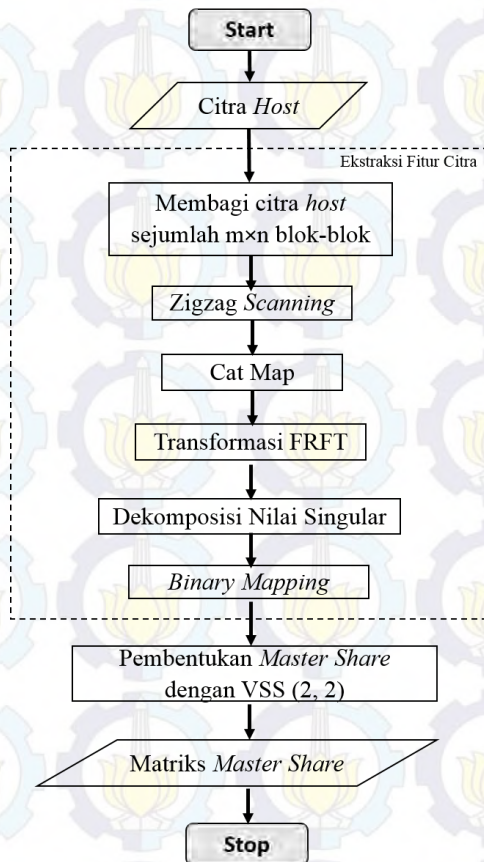 Start
Citra Host
Ekstraksi Fitur Citra
Membagi citra host
sejumlah m×n blok-blok
Zigzag Scanning
Cat Map
Transformasi FRFT
Dekomposisi Nilai Singular
Binary Mapping
Pembentukan Master Share
dengan VSS (2, 2)
Matriks Master Share
Stop